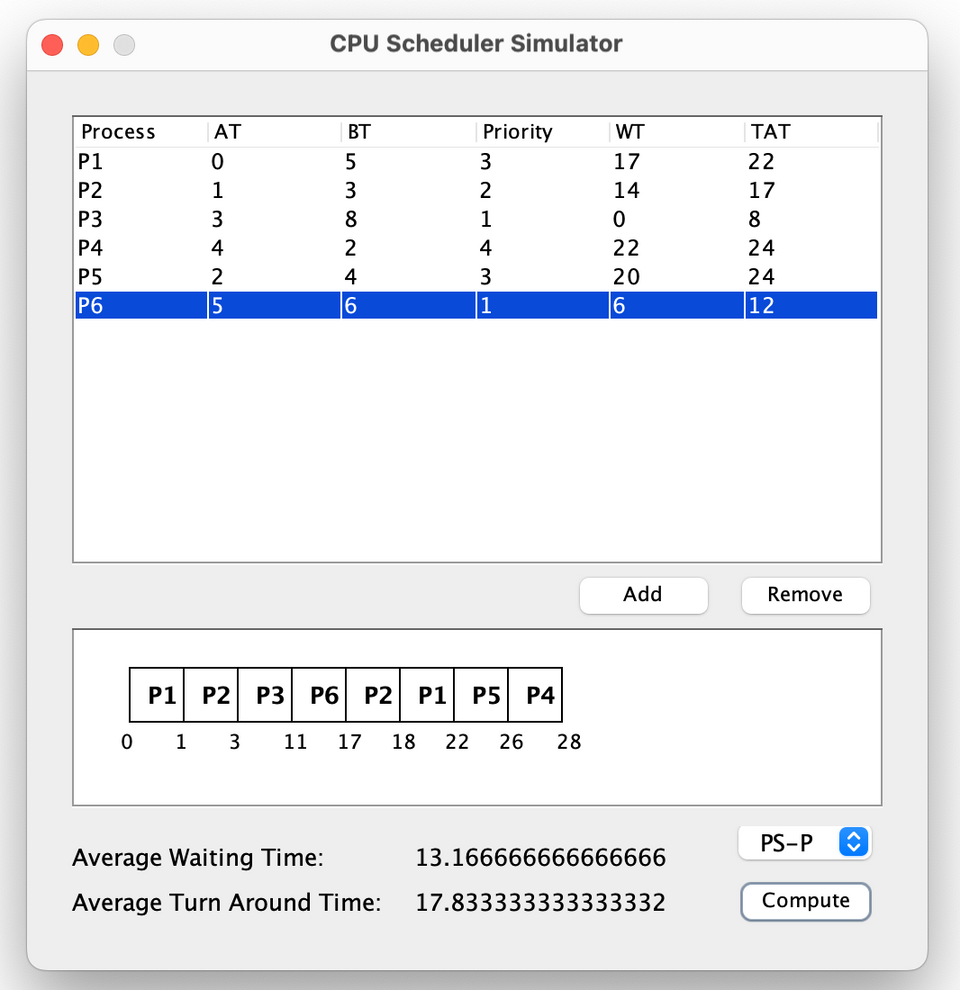 CPU Scheduler Simulator
Process AT BT Priority WT TAT
P1 0 5 3 17 22
P2 1 3 2 14 17
P3 3 8 1 0 8
P4 4 2 4 22 24
P5 2 4 3 20 24
P6 5 6 1 6 12
Add Remove
P1 P2 P3 P6 P2 P1 P5 P4
0 1 3 11 17 18 22 26 28
PS-P
Average Waiting Time: 13.166666666666666
Average Turn Around Time: 17.833333333333332
Compute